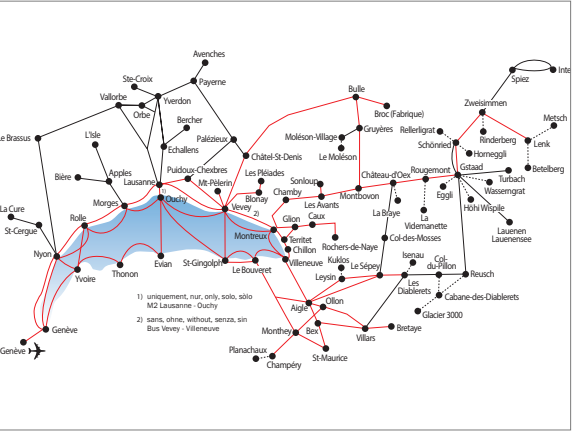 Avenches
Ste-Croix
Payerne
Vallorbe
Yverdon
Orbe
Bercher
Le Brassus
L'Isle
Echallens
Palézieux
Châtel-St-Denis
Bière
Apples
Puidoux-Chexbres
Lausanne
Mt-Pèlerin
Les Pléiades
Blonay
1)
Ouchy
Morges
Vevey
2)
La Cure
St-Cergue
Rolle
Nyon
Yvoire
Thonon
Evian
St-Gingolph
Le Bouveret
Villeneuve
Genève
Genève
Bulle
Broc (Fabrique)
Moléson-Village
Gruyères
Le Moléson
Sonloup
Chamby
Les Avants
Montbovon
Château-d'Oex
Rougemont
Glion
Caux
Montreux
Territet
Chillon
Rochers-de-Naye
Kuklos
Leysin
Le Sépey
La Braye
Col-des-Mosses
La
Videmanette
Isenau
Les
Diablerets
Col-
du-Pillon
Reusch
Cabane-des-Diablerets
Glacier 3000
Aigle
Ollon
Bex
Villars
Bretaye
Monthey
St-Maurice
Planachaux
Champéry
Spiez
Inte
Zweisimmen
Metsch
Rellerligrat
Rinderberg
Lenk
Schönried
Horneggli
Betelberg
Gstaad
Turbach
Wasserngrat
Eggli
Höhi Wispile
Lauenen
Lauenensee
1) uniquement, nur, only, solo, sòlo
M2 Lausanne - Ouchy
2) sans, ohne, without, senza, sin
Bus Vevey - Villeneuve